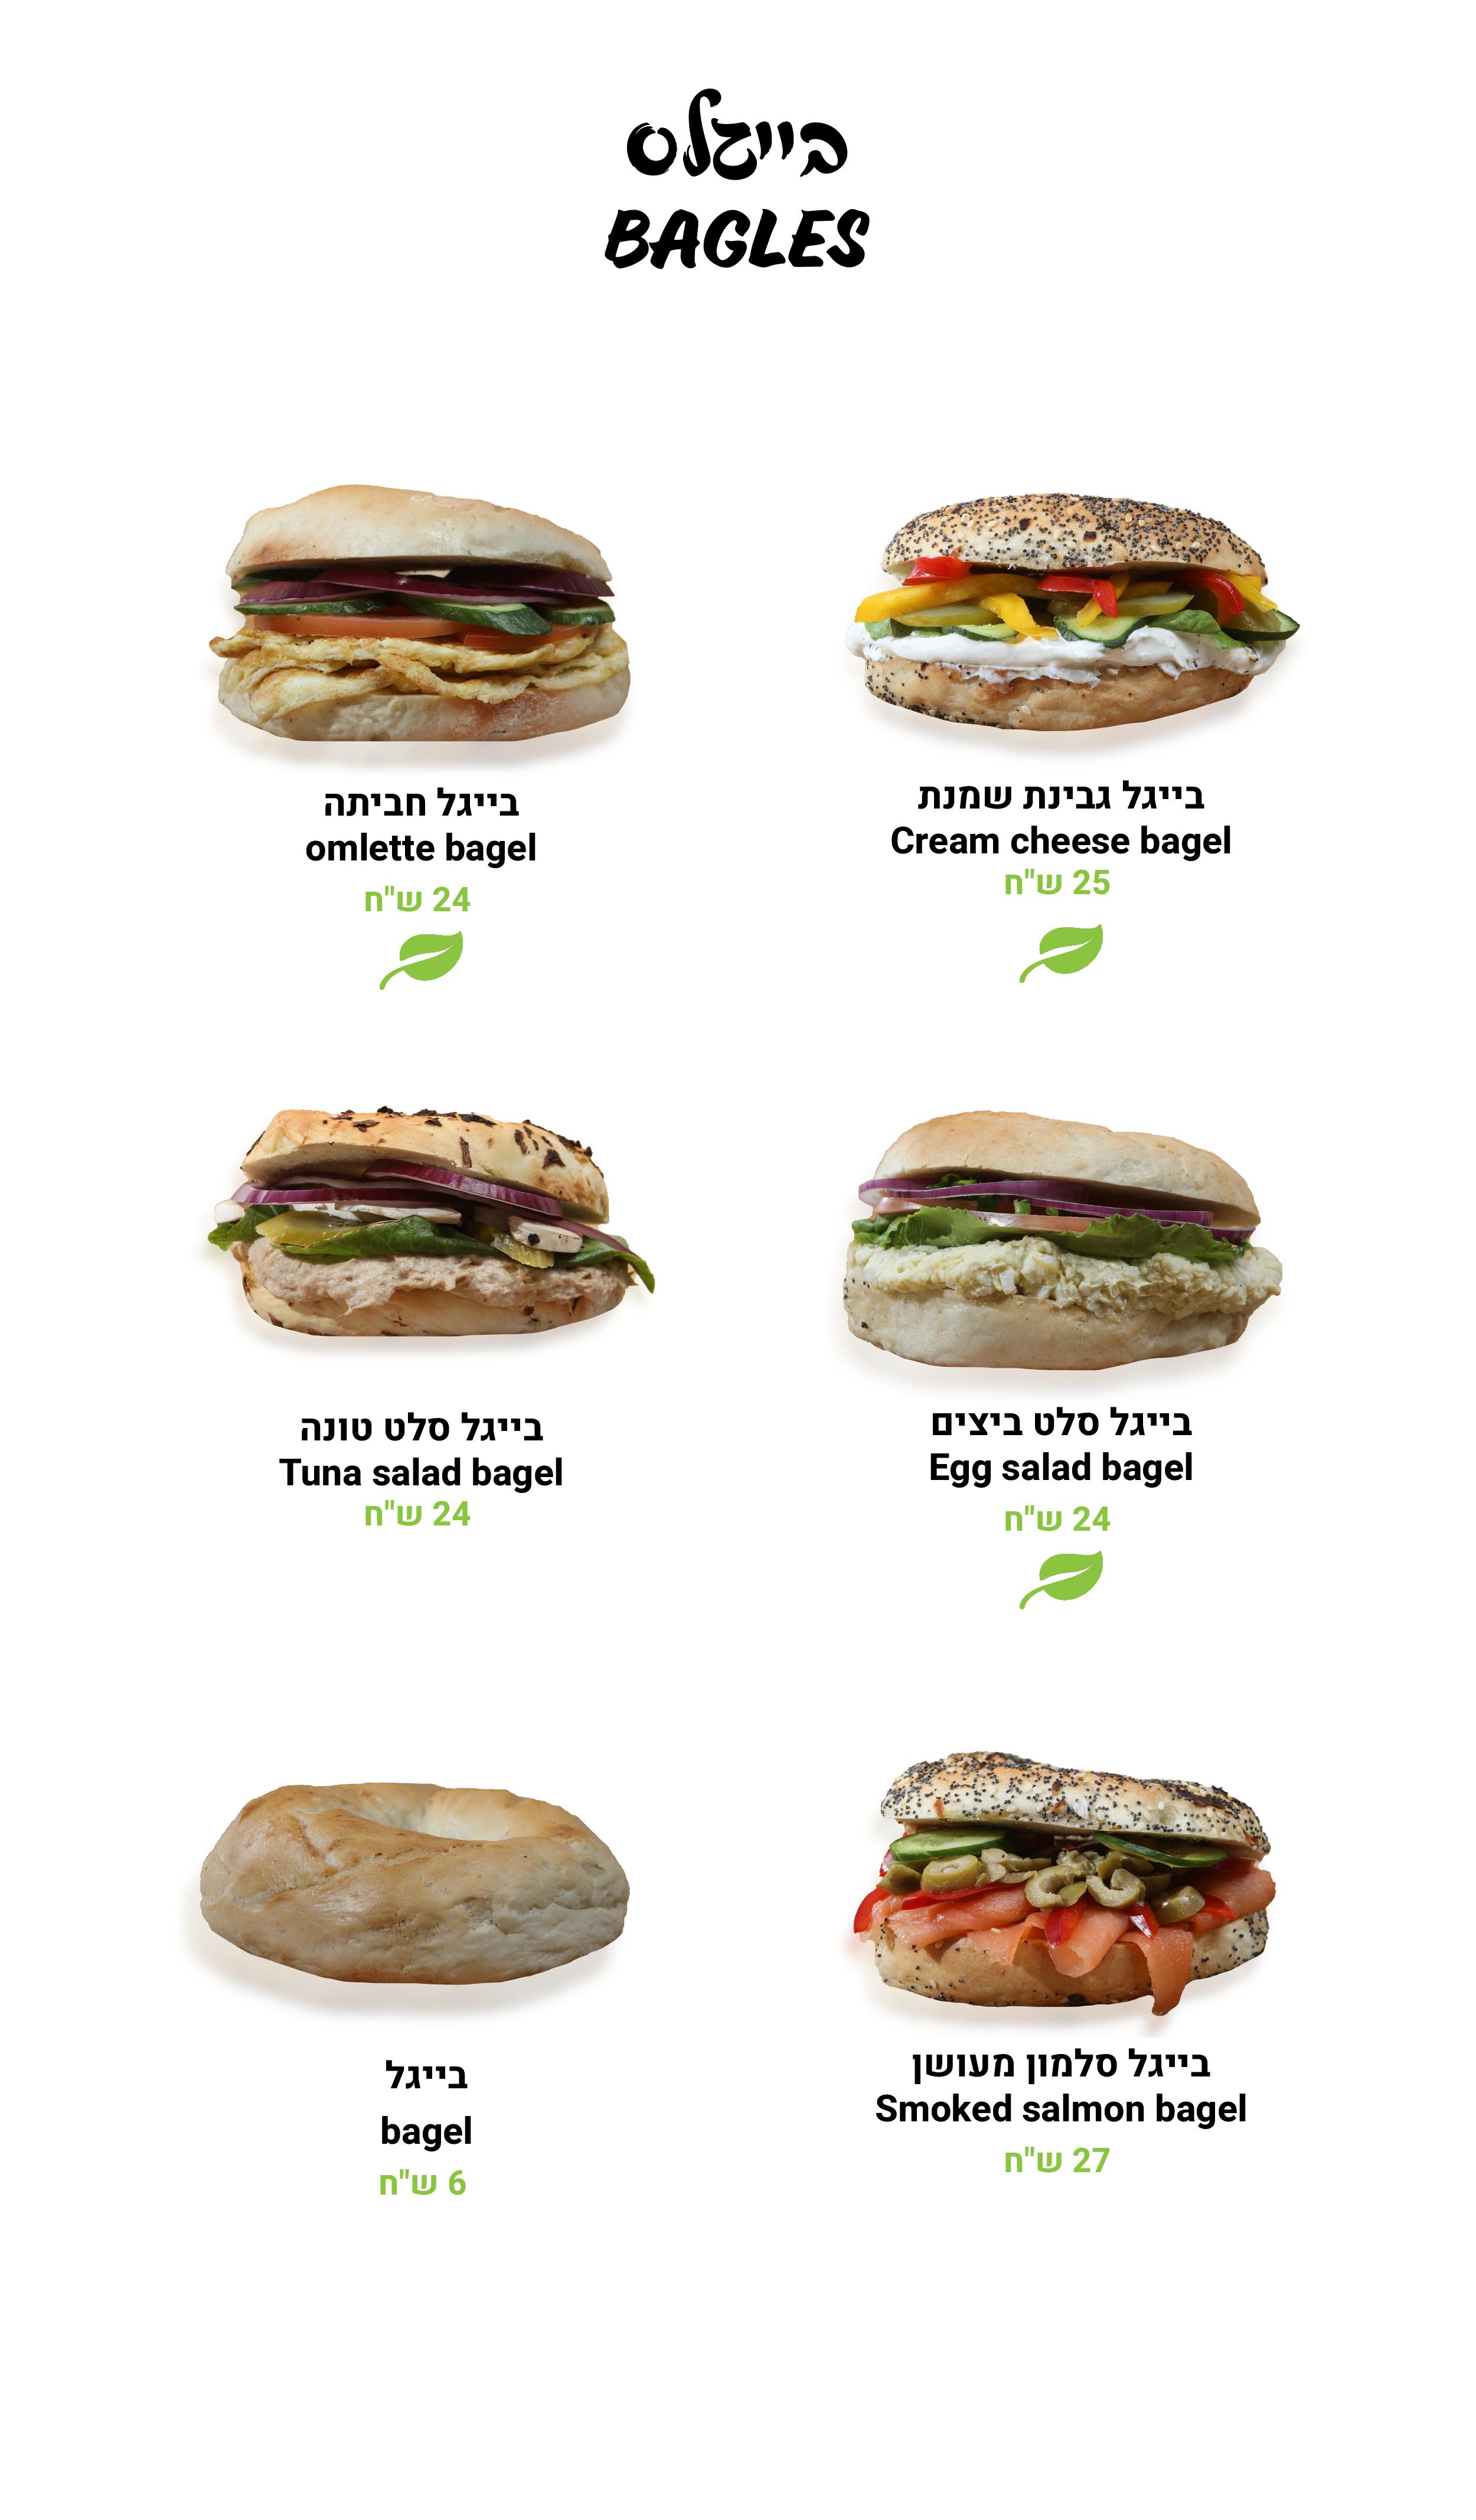 בייגלס
BAGLES
בייגל חביתה
omlette bagel
24 ש"ח
בייגל גבינת שמנת
Cream cheese bagel
25 ש"ח
בייגל סלט טונה
Tuna salad bagel
24 ש"ח
בייגל סלט ביצים
Egg salad bagel
24 ש"ח
בייגל
bagel
6 ש"ח
בייגל סלמון מעושן
Smoked salmon bagel
27 ש"ח